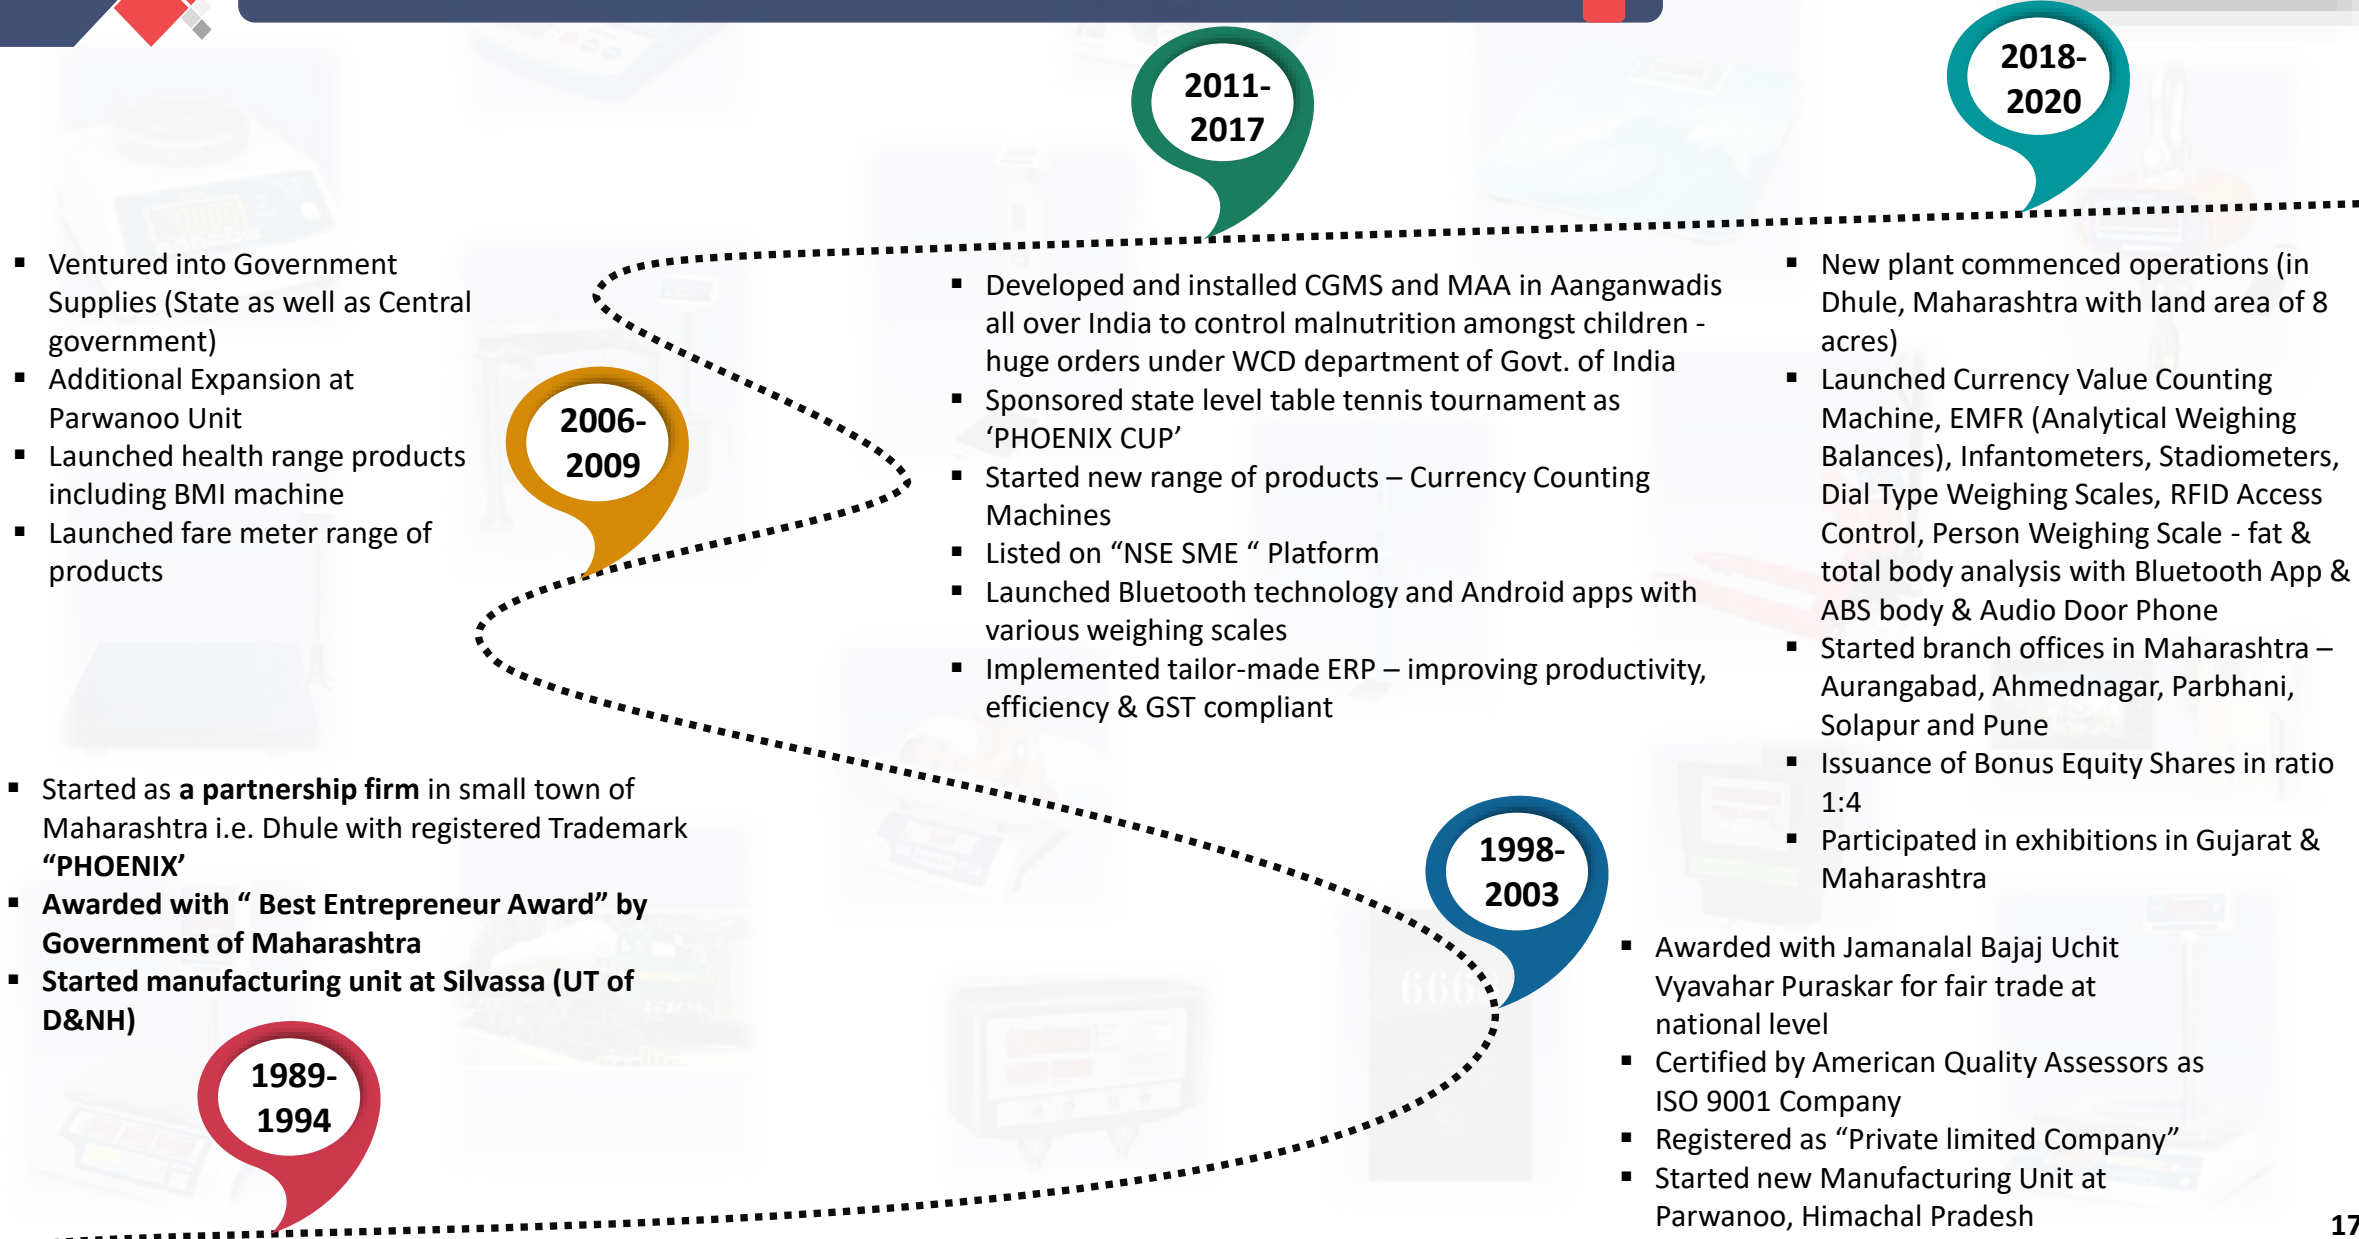 2011-
2017
2018-
2020
▪ Ventured into Government
Supplies (State as well as Central
government)
▪ Additional Expansion at
Parwanoo Unit
▪ Launched health range products
including BMI machine
▪ Launched fare meter range of
products
2006-
2009
▪ Developed and installed CGMS and MAA in Aanganwadis
all over India to control malnutrition amongst children -
huge orders under WCD department of Govt. of India
▪ Sponsored state level table tennis tournament as
‘PHOENIX CUP’
▪ Started new range of products – Currency Counting
Machines
▪ Listed on “NSE SME “ Platform
▪ Launched Bluetooth technology and Android apps with
various weighing scales
▪ Implemented tailor-made ERP – improving productivity,
efficiency & GST compliant
▪ New plant commenced operations (in
Dhule, Maharashtra with land area of 8
acres)
▪ Launched Currency Value Counting
Machine, EMFR (Analytical Weighing
Balances), Infantometers, Stadiometers,
Dial Type Weighing Scales, RFID Access
Control, Person Weighing Scale - fat &
total body analysis with Bluetooth App &
ABS body & Audio Door Phone
▪ Started branch offices in Maharashtra –
Aurangabad, Ahmednagar, Parbhani,
Solapur and Pune
▪ Issuance of Bonus Equity Shares in ratio
1:4
▪ Participated in exhibitions in Gujarat &
Maharashtra
▪ Started as a partnership firm in small town of
Maharashtra i.e. Dhule with registered Trademark
“PHOENIX’
▪ Awarded with “ Best Entrepreneur Award” by
Government of Maharashtra
▪ Started manufacturing unit at Silvassa (UT of
D&NH)
1989-
1994
1998-
2003
▪ Awarded with Jamanalal Bajaj Uchit
Vyavahar Puraskar for fair trade at
national level
▪ Certified by American Quality Assessors as
ISO 9001 Company
▪ Registered as “Private limited Company”
▪ Started new Manufacturing Unit at
Parwanoo, Himachal Pradesh
17